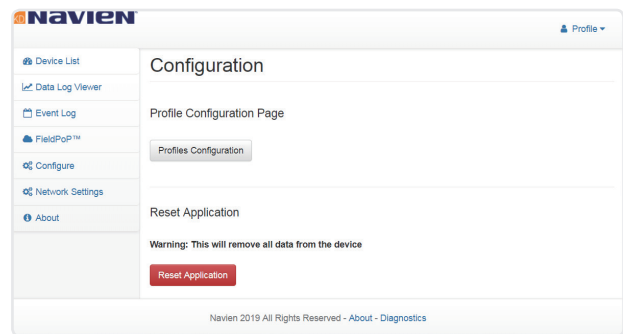 KD NAVIEN
Profile
Device List
Data Log Viewer
Event Log
FieldPoP™
Configure
Network Settings
About
Configuration
Profile Configuration Page
Profiles Configuration
Reset Application
Warning: This will remove all data from the device
Reset Application
Navien 2019 All Rights Reserved - About - Diagnostics